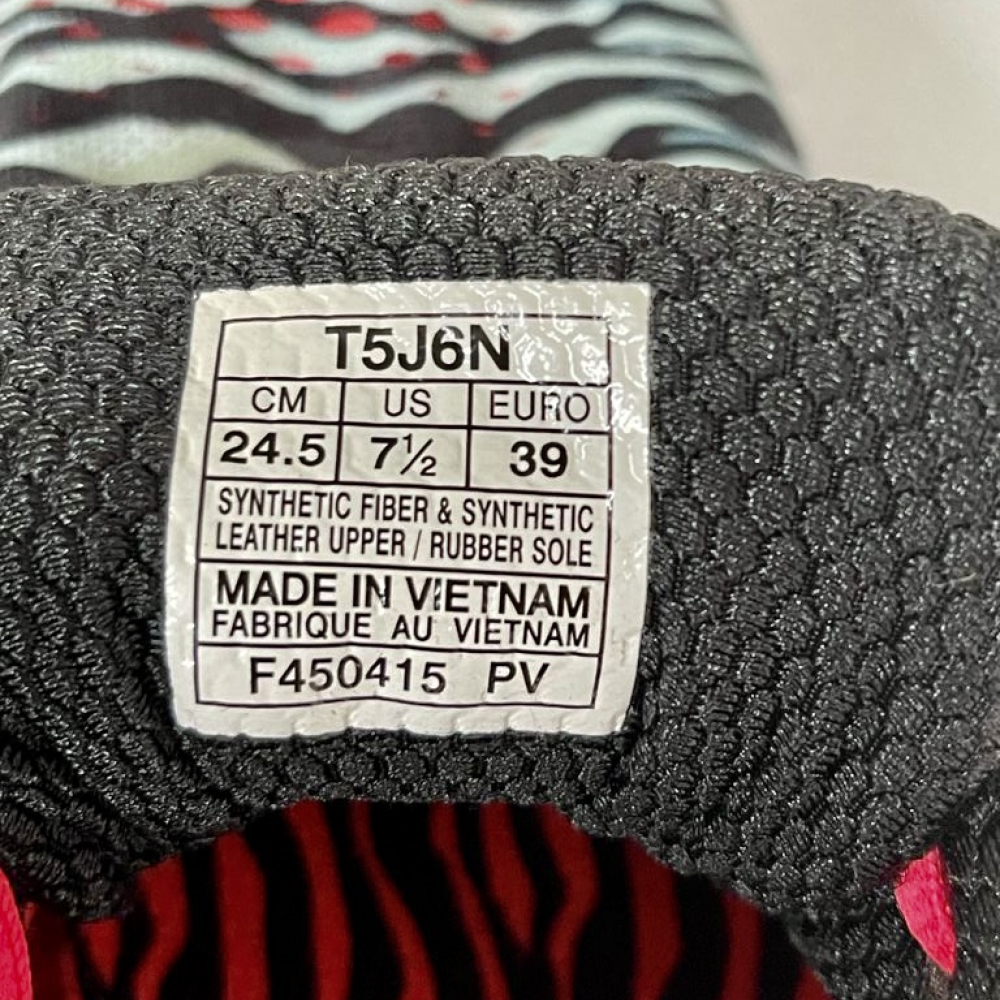 T5J6N
CM US EURO
24.5 7½ 39
SYNTHETIC FIBER & SYNTHETIC
LEATHER UPPER / RUBBER SOLE
MADE IN VIETNAM
FABRIQUE AU VIETNAM
F450415 PV